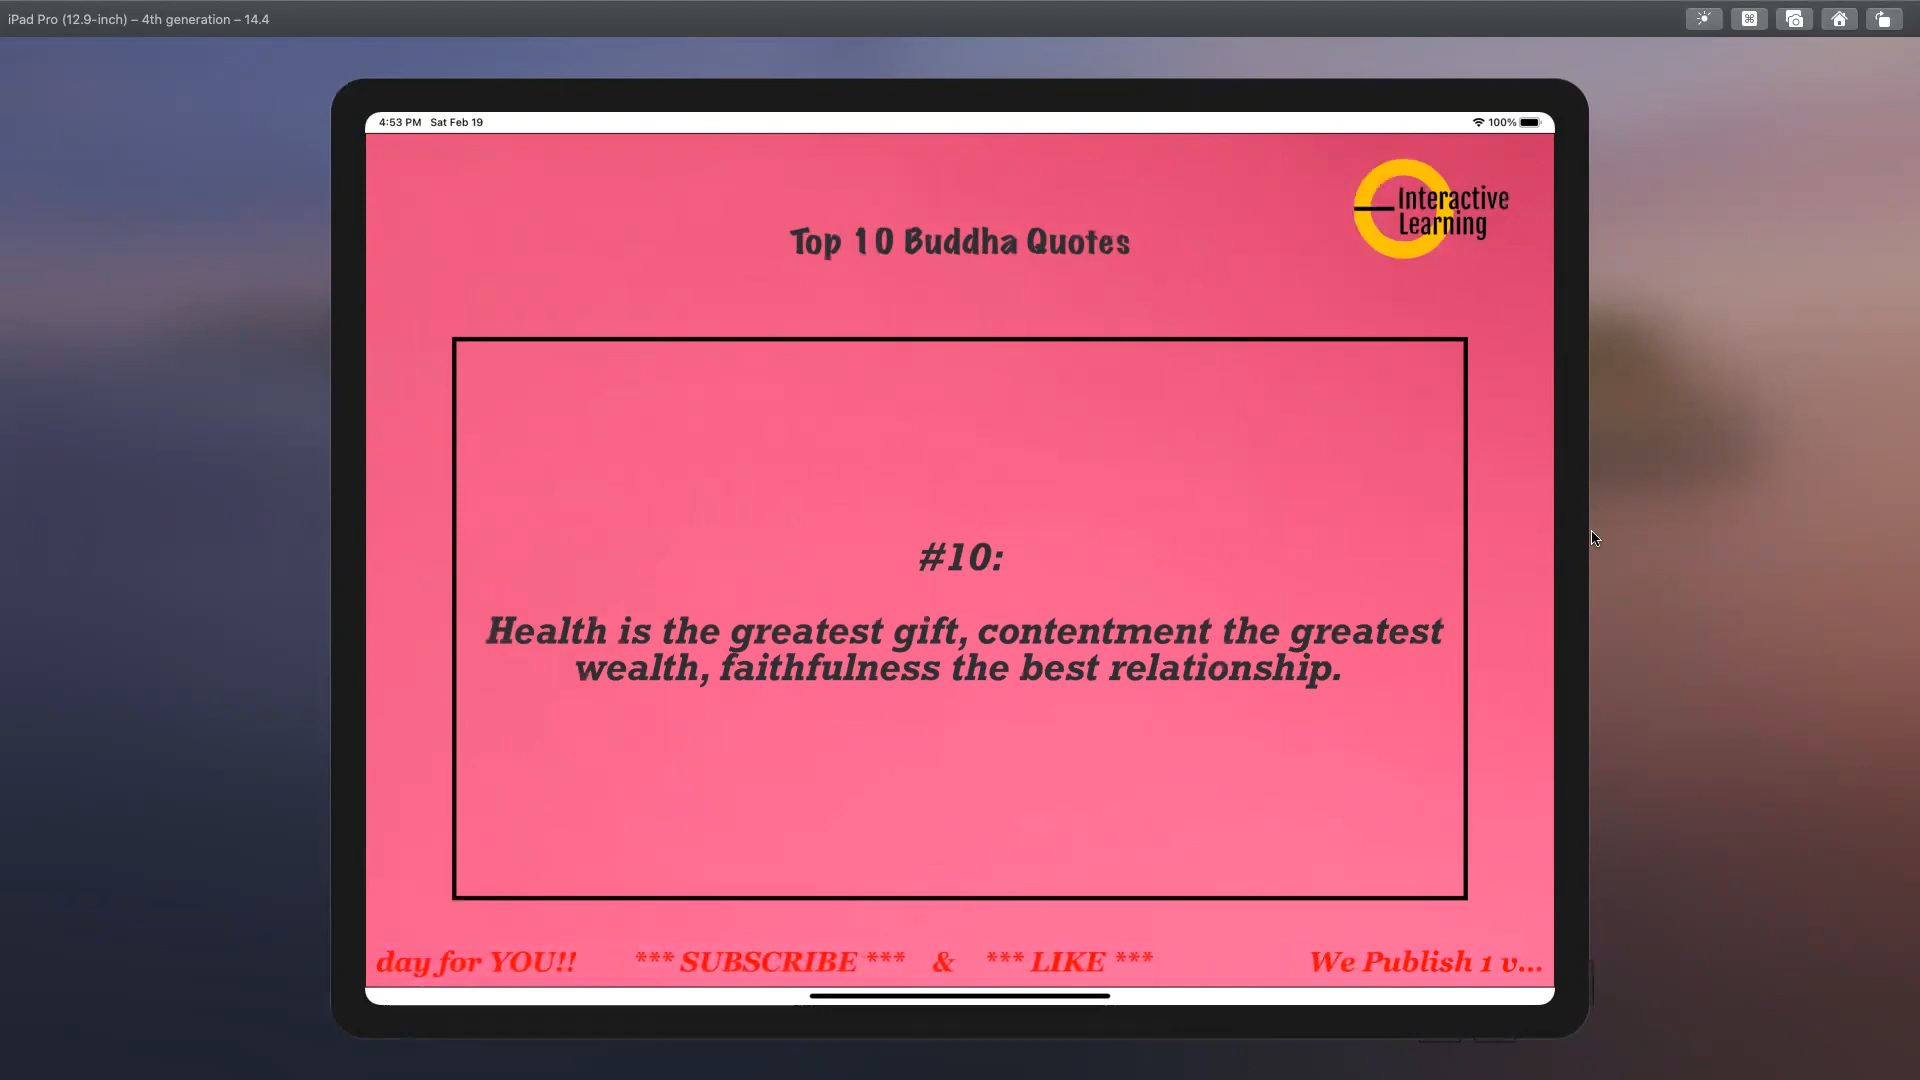 iPad Pro (12.9-inch) – 4th generation – 14.4
4:53 PM Sat Feb 19
100%
Interactive
Learning
Top 10 Buddha Quotes
#10:
Health is the greatest gift, contentment the greatest
wealth, faithfulness the best relationship.
day for YOU!! *** SUBSCRIBE *** & *** LIKE *** We Publish 1 v...